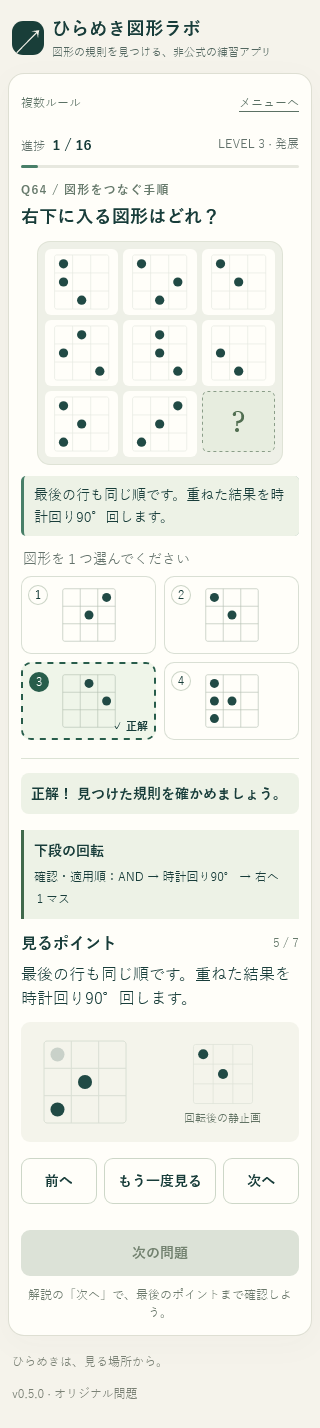 ひらめき図形ラボ
図形の規則を見つける、非公式の練習アプリ
複数ルール
メニューへ
進捗 1 / 16
LEVEL 3 · 発展
Q64 / 図形をつなぐ手順
右下に入る図形はどれ？
?
最後の行も同じ順です。重ねた結果を時
計回り90°回します。
図形を1つ選んでください
1
2
3
✓ 正解
4
正解！ 見つけた規則を確かめましょう。
下段の回転
確認・適用順：AND → 時計回り90° → 右へ
1マス
見るポイント
5 / 7
最後の行も同じ順です。重ねた結果を
時計回り90°回します。
回転後の静止画
前へ
もう一度見る
次へ
次の問題
解説の「次へ」で、最後のポイントまで確認しよ
う。
ひらめきは、見る場所から。
v0.5.0 · オリジナル問題